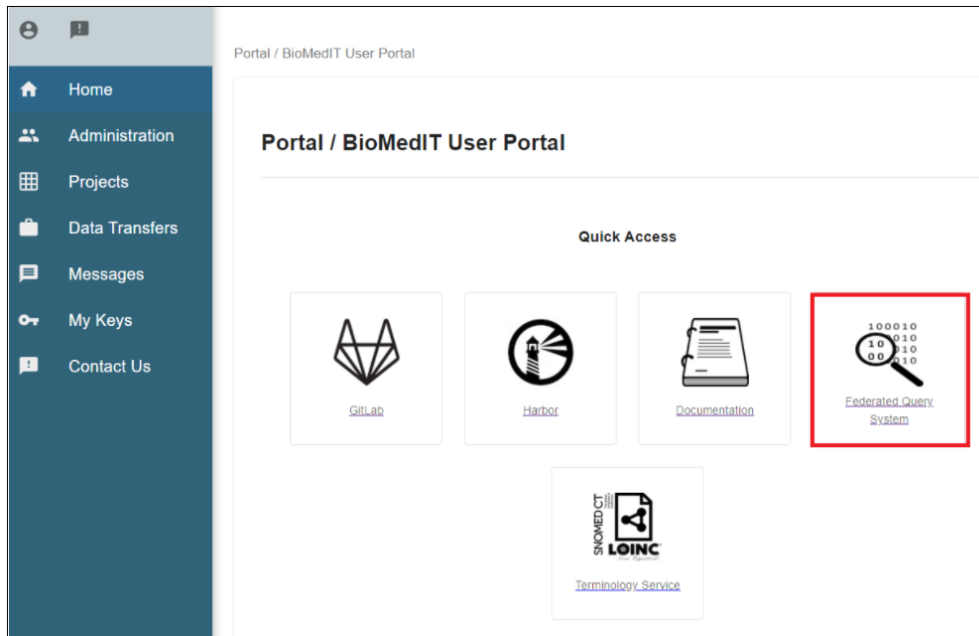 Portal / BioMedIT User Portal
Home
Administration
Projects
Data Transfers
Messages
My Keys
Contact Us
Portal / BioMedIT User Portal
Quick Access
GitLab
Harbor
Documentation
100010
010
10 010
00 010
Federated Query
System
SNOMED CT
LOINC
Terminology Service